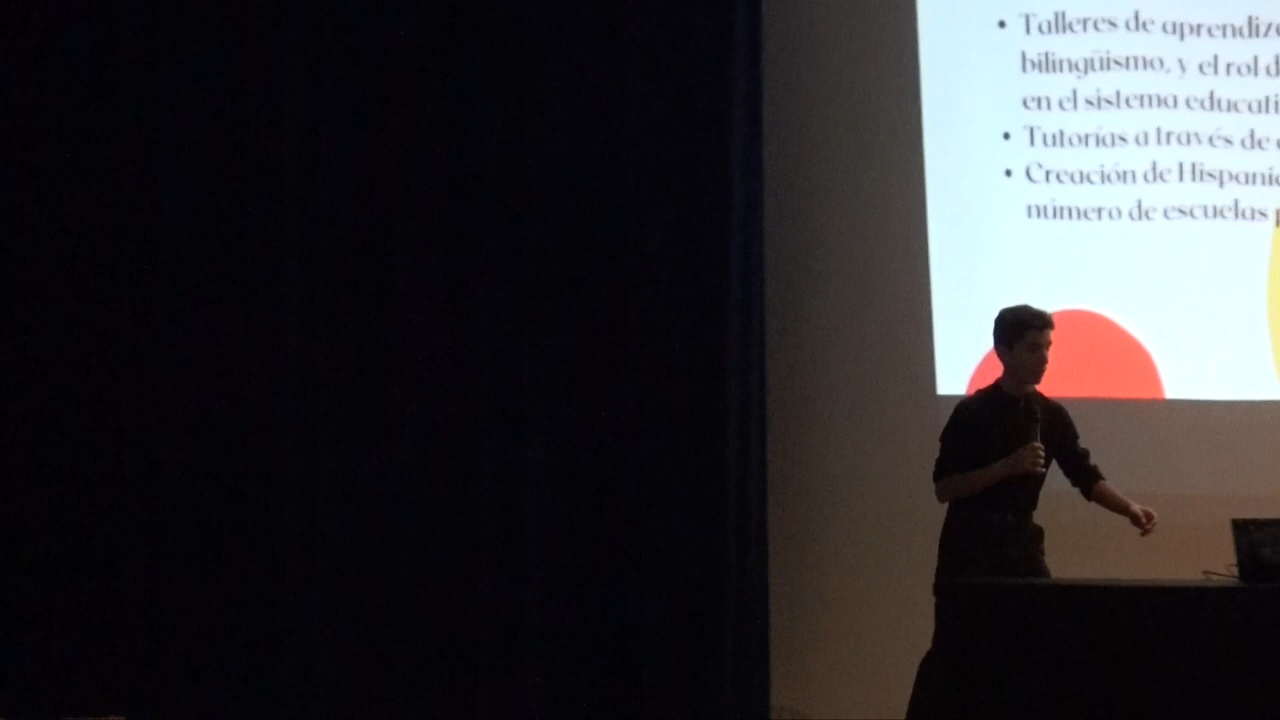 • Talleres de aprendiz
bilingüismo, y el rol d
en el sistema educati
• Tutorías a través de
• Creación de Hispani
número de escuelas